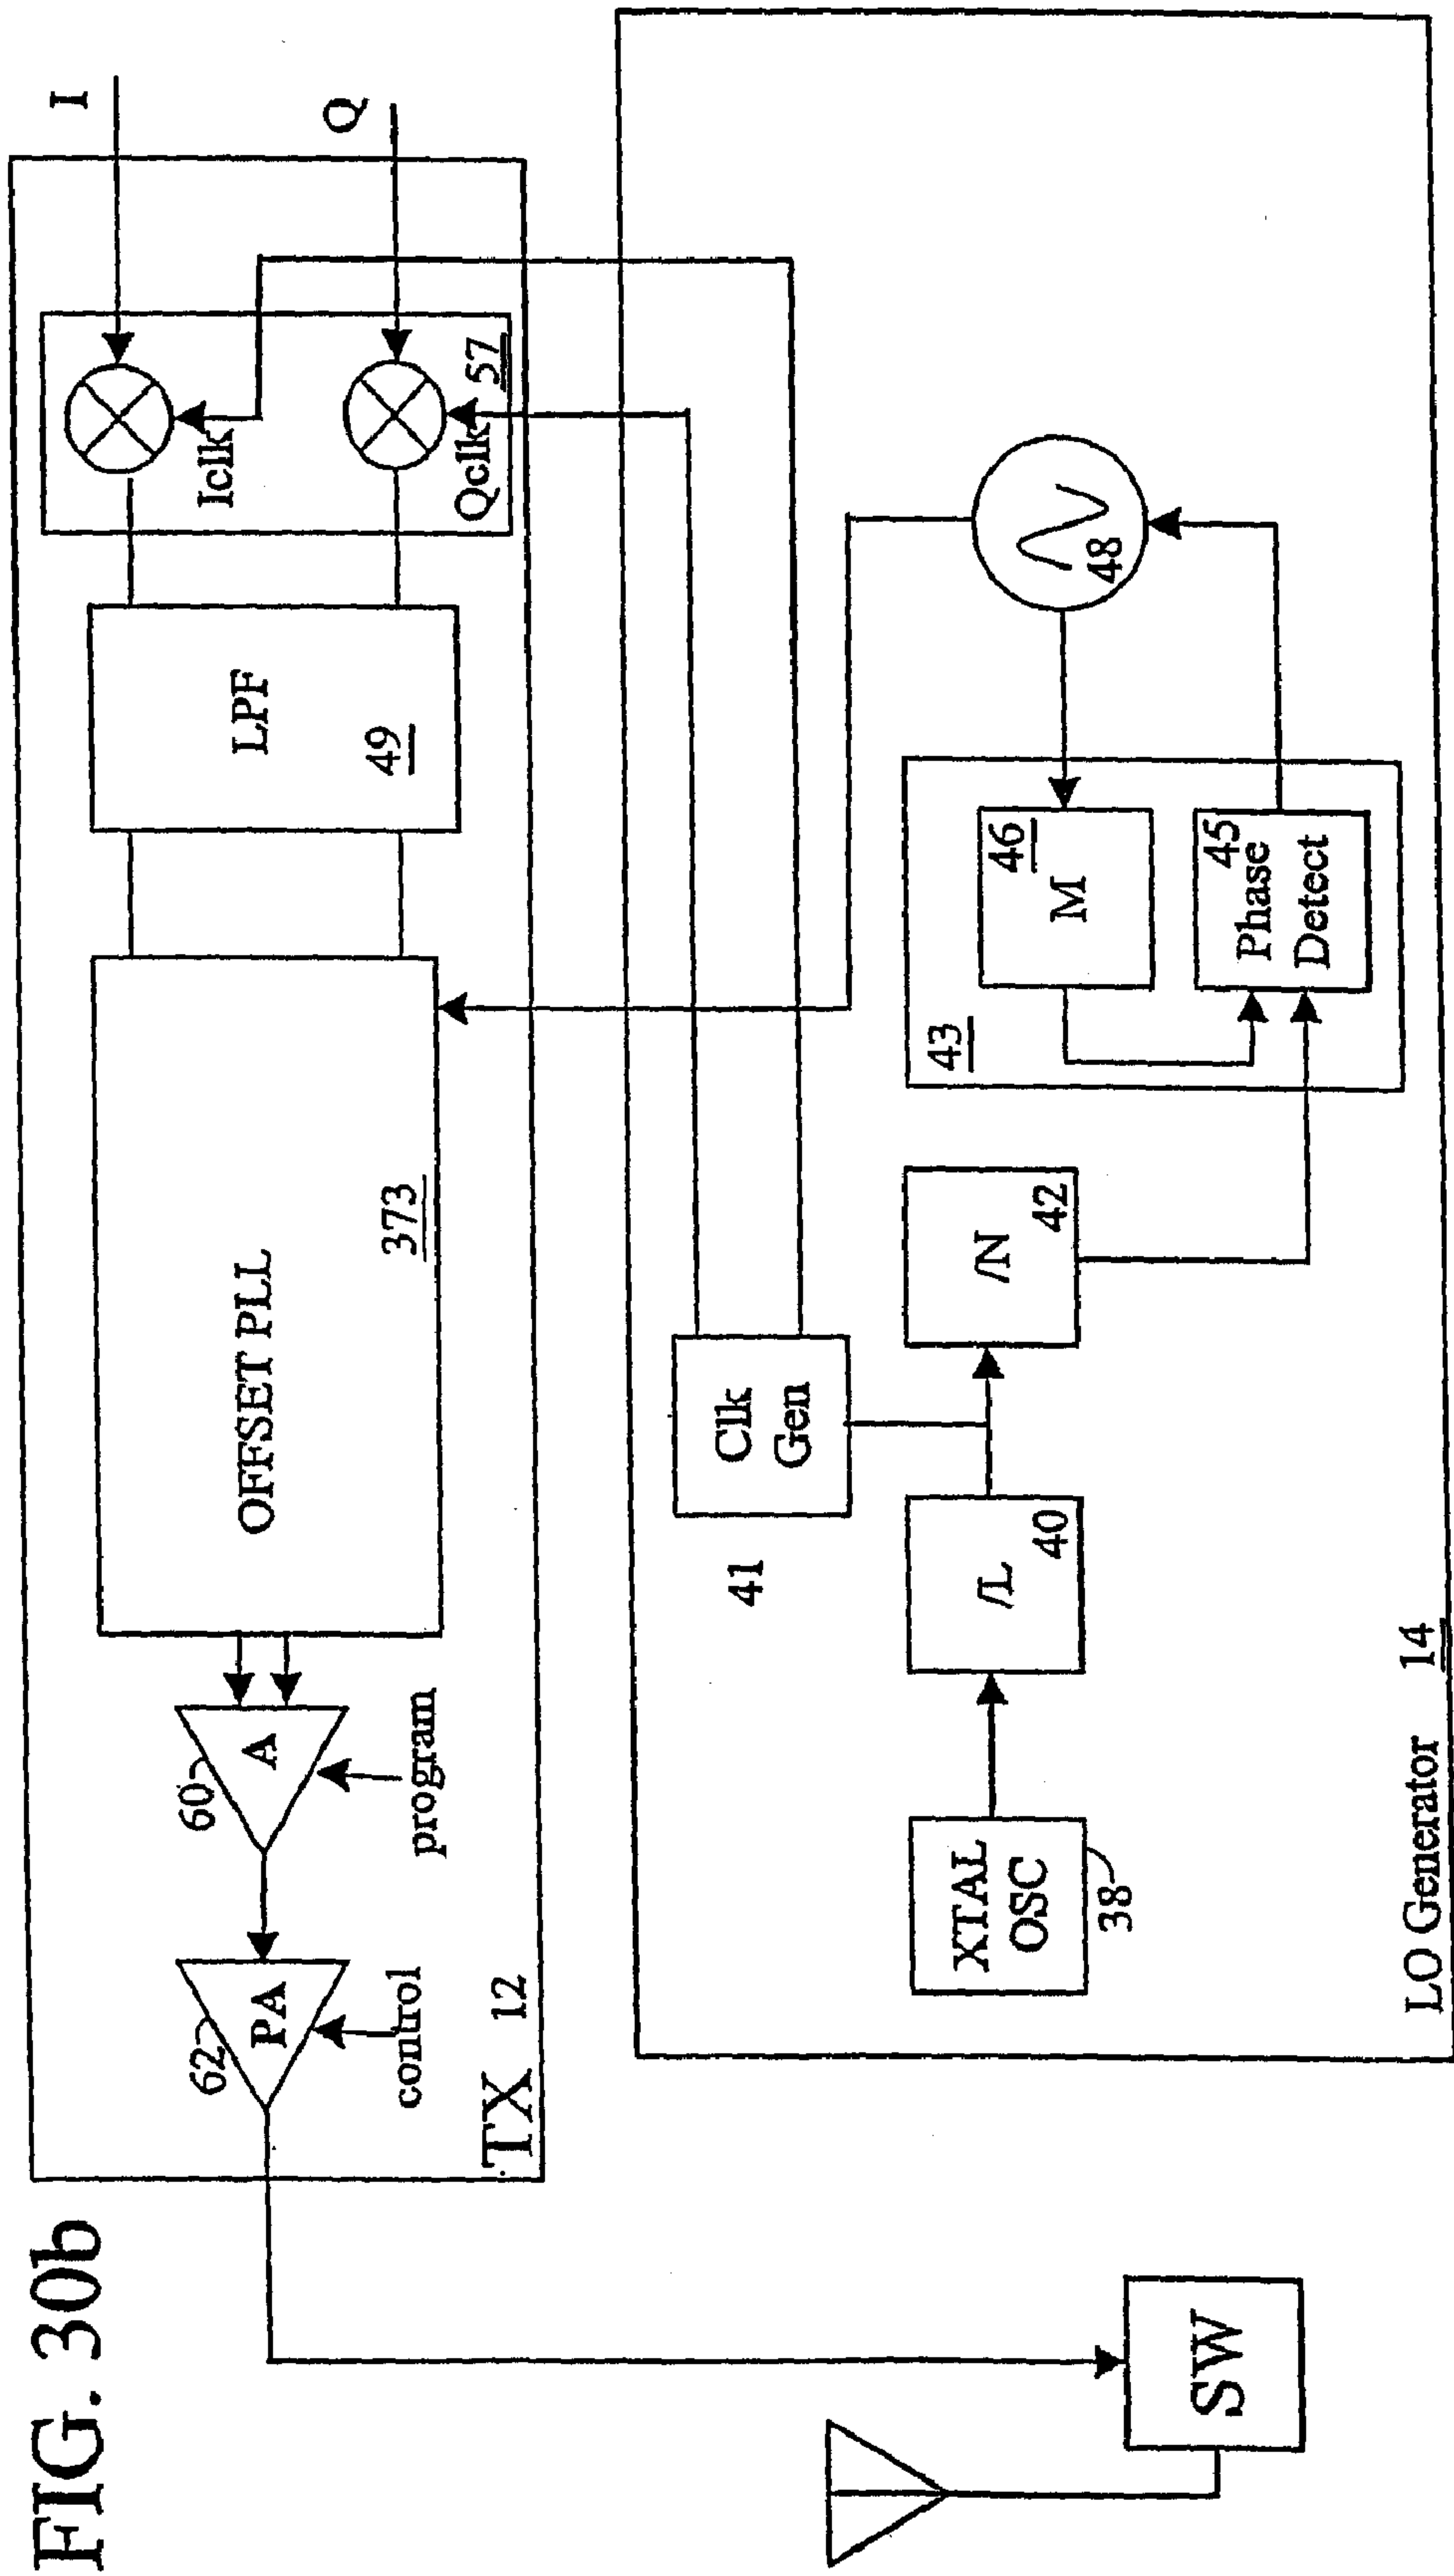 FIG. 30b
I
Q
Iclk
Qclk
57
LPF
49
OFFSET PLL
373
A
60
program
PA
62
control
TX 12
Clk
Gen
41
48
46
M
45
Phase
Detect
43
/N
42
/L
40
XTAL
OSC
38
LO Generator 14
SW